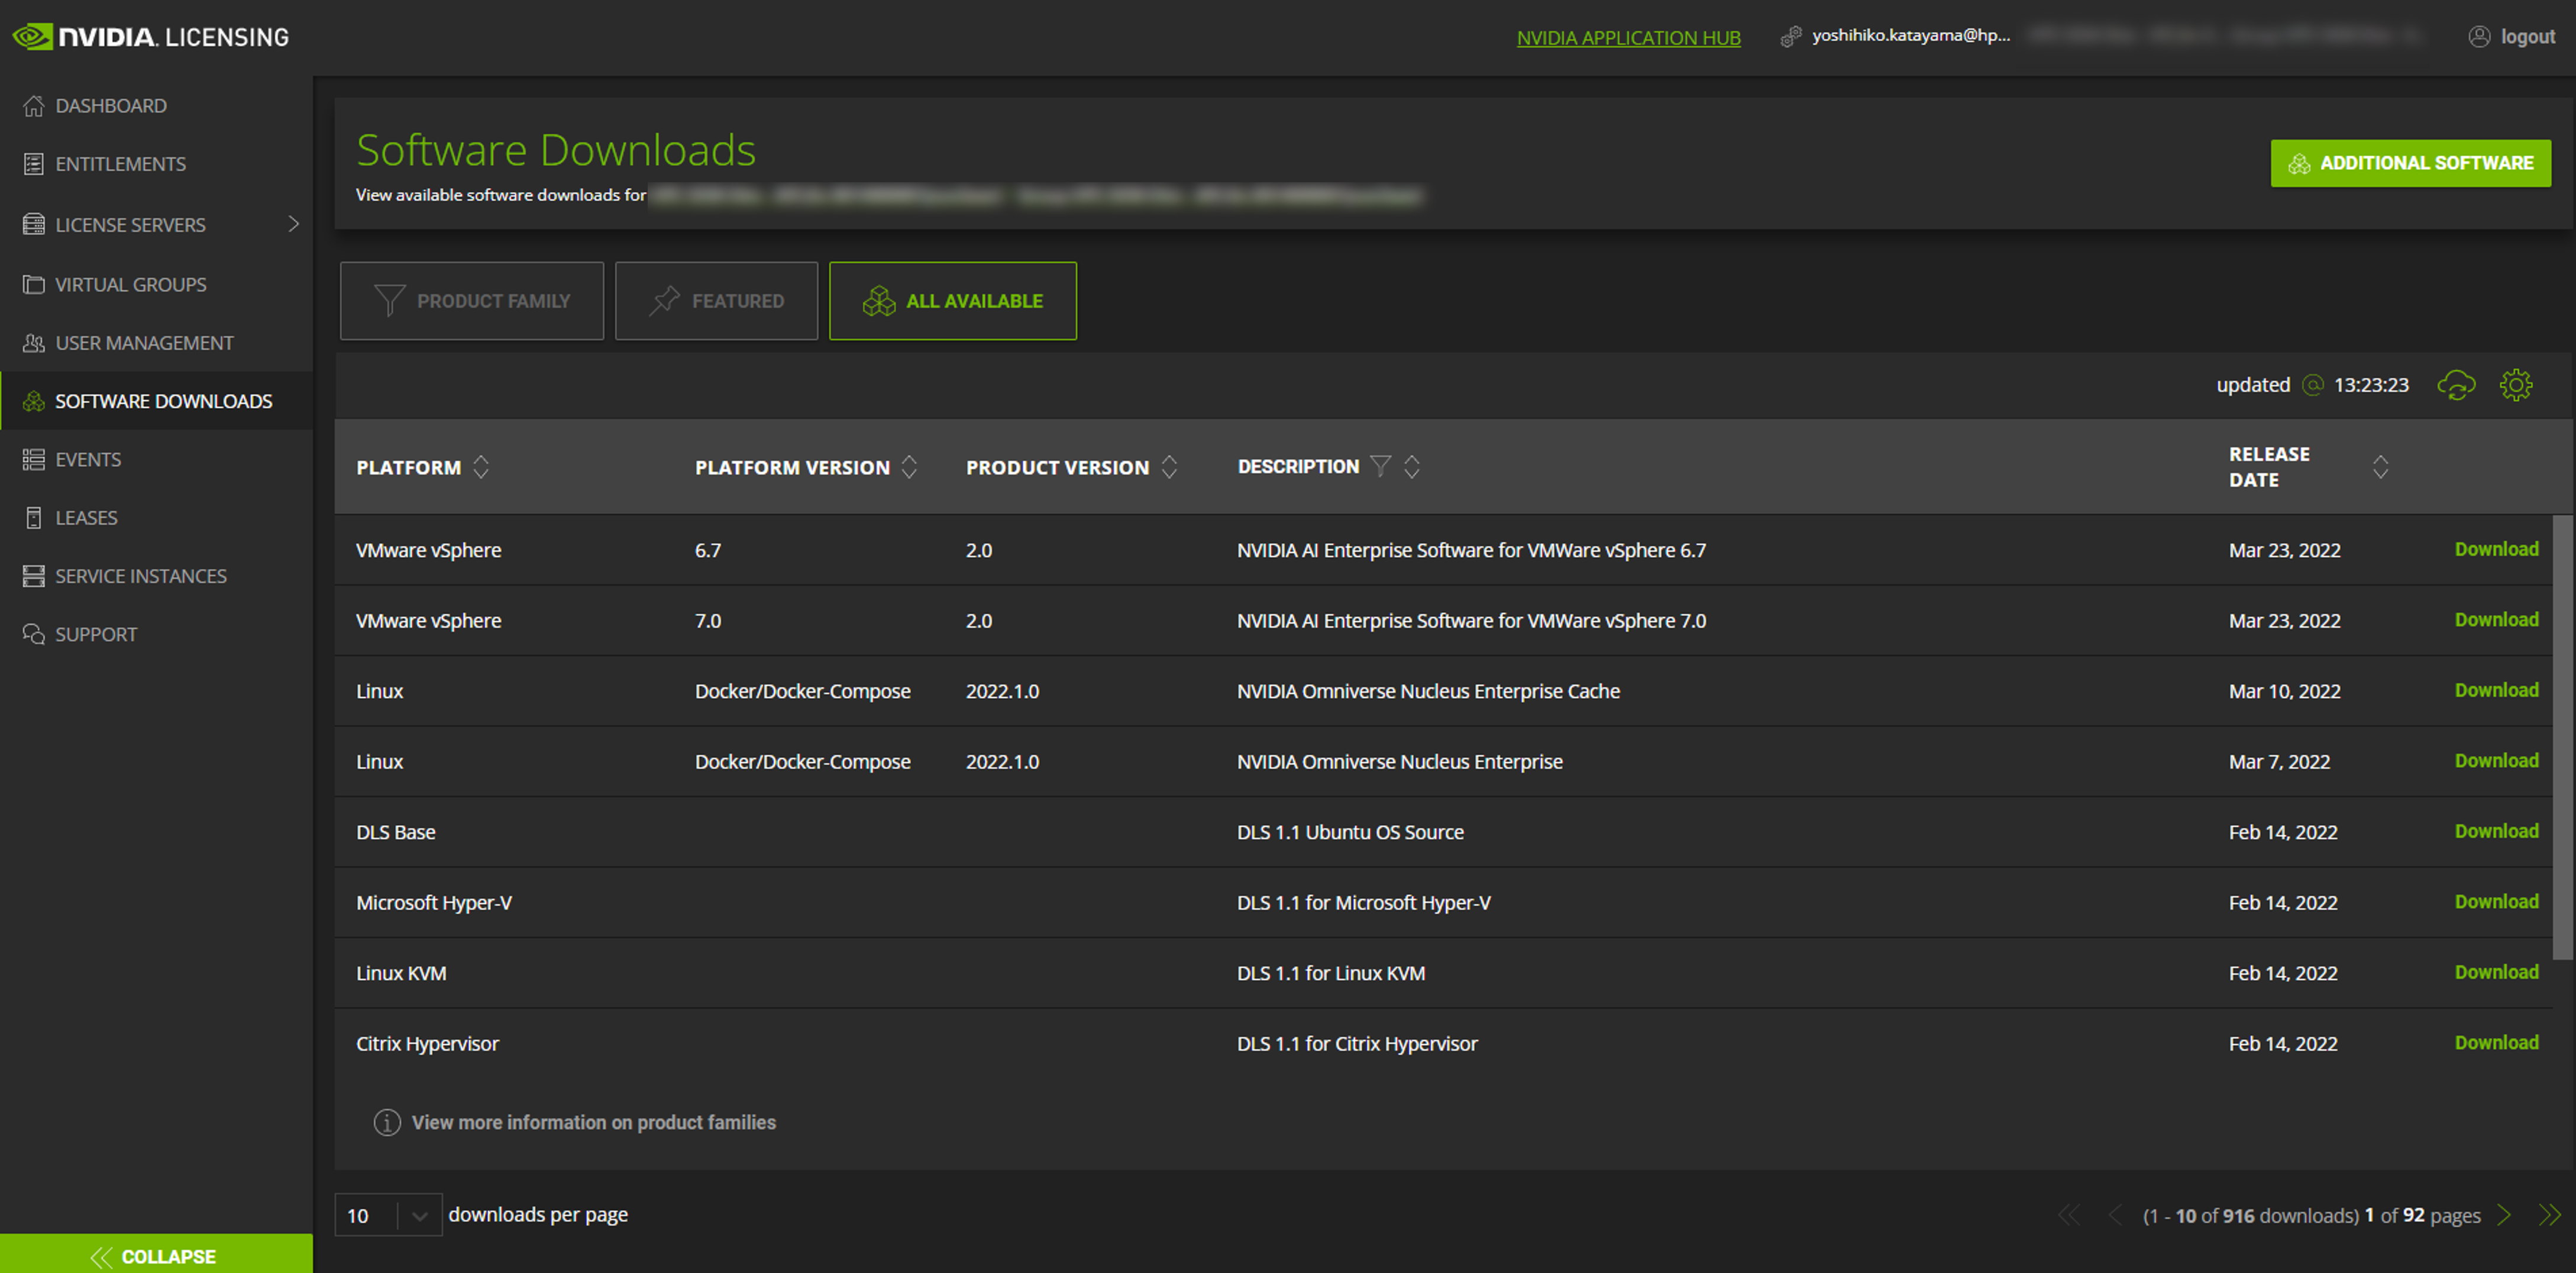 NVIDIA. LICENSING
NVIDIA APPLICATION HUB
yoshihiko.katayama@hp...
logout
DASHBOARD
ENTITLEMENTS
LICENSE SERVERS
VIRTUAL GROUPS
USER MANAGEMENT
SOFTWARE DOWNLOADS
EVENTS
LEASES
SERVICE INSTANCES
SUPPORT
COLLAPSE
Software Downloads
View available software downloads for
ADDITIONAL SOFTWARE
PRODUCT FAMILY
FEATURED
ALL AVAILABLE
updated @ 13:23:23
PLATFORM PLATFORM VERSION PRODUCT VERSION DESCRIPTION RELEASE DATE
VMware vSphere 6.7 2.0 NVIDIA AI Enterprise Software for VMWare vSphere 6.7 Mar 23, 2022 Download
VMware vSphere 7.0 2.0 NVIDIA AI Enterprise Software for VMWare vSphere 7.0 Mar 23, 2022 Download
Linux Docker/Docker-Compose 2022.1.0 NVIDIA Omniverse Nucleus Enterprise Cache Mar 10, 2022 Download
Linux Docker/Docker-Compose 2022.1.0 NVIDIA Omniverse Nucleus Enterprise Mar 7, 2022 Download
DLS Base DLS 1.1 Ubuntu OS Source Feb 14, 2022 Download
Microsoft Hyper-V DLS 1.1 for Microsoft Hyper-V Feb 14, 2022 Download
Linux KVM DLS 1.1 for Linux KVM Feb 14, 2022 Download
Citrix Hypervisor DLS 1.1 for Citrix Hypervisor Feb 14, 2022 Download
View more information on product families
10 downloads per page
(1 - 10 of 916 downloads) 1 of 92 pages